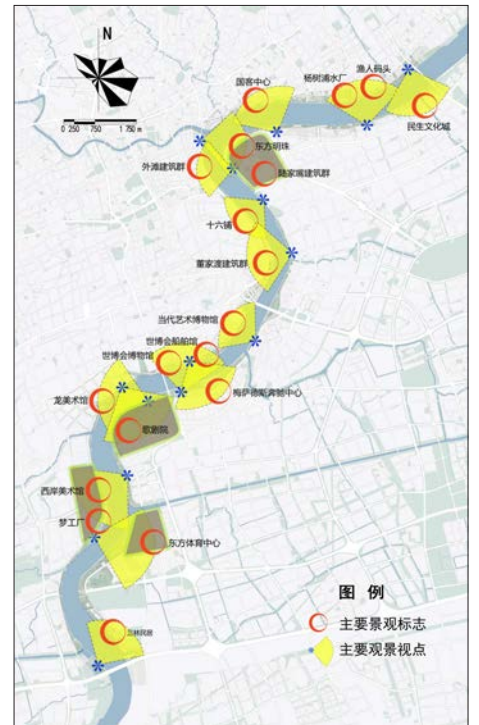 N
0 250 750 1 750 m
渔人码头
杨树浦水厂
国客中心
民生文化城
东方明珠
外滩建筑群
陆家嘴建筑群
十六铺
董家渡建筑群
当代艺术博物馆
世博会船舶馆
世博会博物馆
梅萨德斯奔驰中心
龙美术馆
歌剧院
西岸美术馆
梦工厂
东方体育中心
三林民居
图 例
主要景观标志
主要观景视点